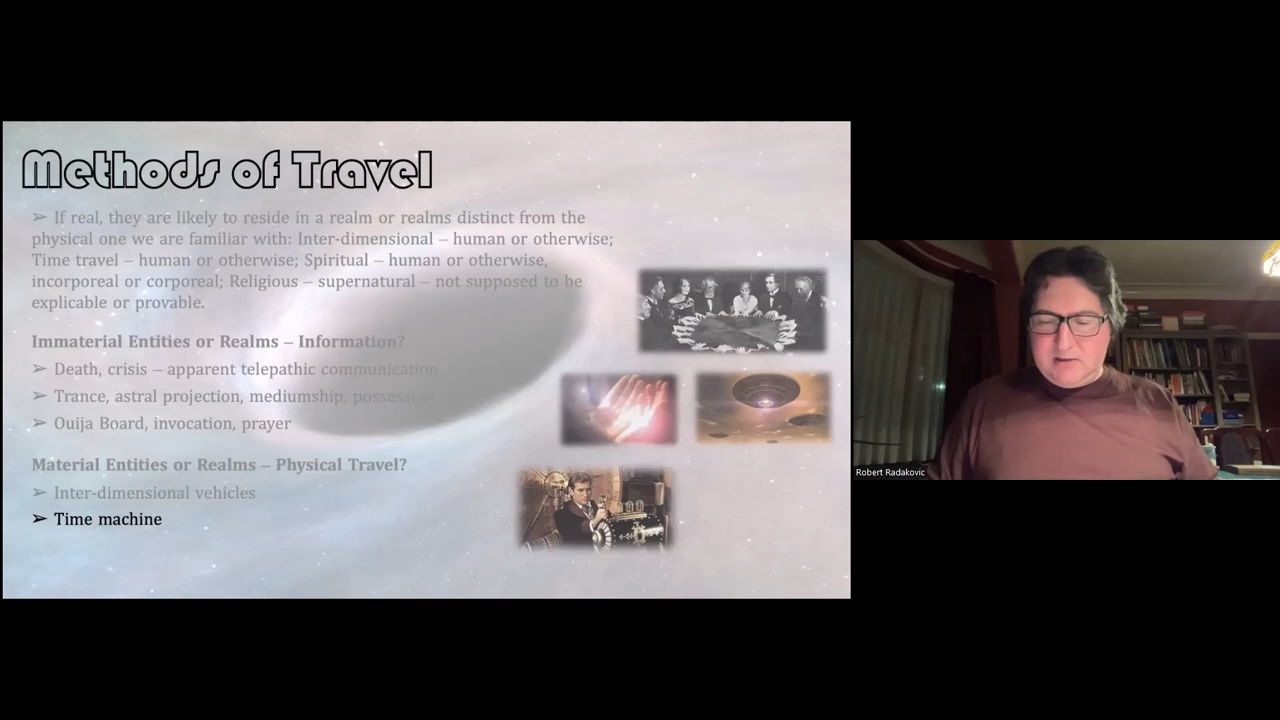 Methods of Travel
➢ If real, they are likely to reside in a realm or realms distinct from the
physical one we are familiar with: Inter-dimensional – human or otherwise;
Time travel – human or otherwise; Spiritual – human or otherwise,
incorporeal or corporeal; Religious – supernatural – not supposed to be
explicable or provable.
Immaterial Entities or Realms – Information?
➢ Death, crisis – apparent telepathic communication
➢ Trance, astral projection, mediumship, possession
➢ Ouija Board, invocation, prayer
Material Entities or Realms – Physical Travel?
➢ Inter-dimensional vehicles
➢ Time machine
Robert Radakovic